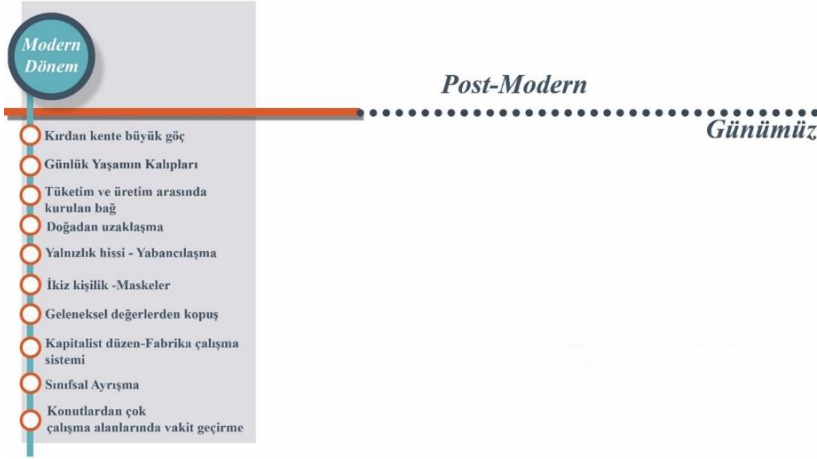 Modern
Dönem
Post-Modern
Günümüz
Kırdan kente büyük göç
Günlük Yaşamın Kalıpları
Tüketim ve üretim arasında
kurulan bağ
Doğadan uzaklaşma
Yalnızlık hissi - Yabancılaşma
İkiz kişilik -Maskeler
Geleneksel değerlerden kopuş
Kapitalist düzen-Fabrika çalışma
sistemi
Sınıfsal Ayrışma
Konutlardan çok
çalışma alanlarında vakit geçirme